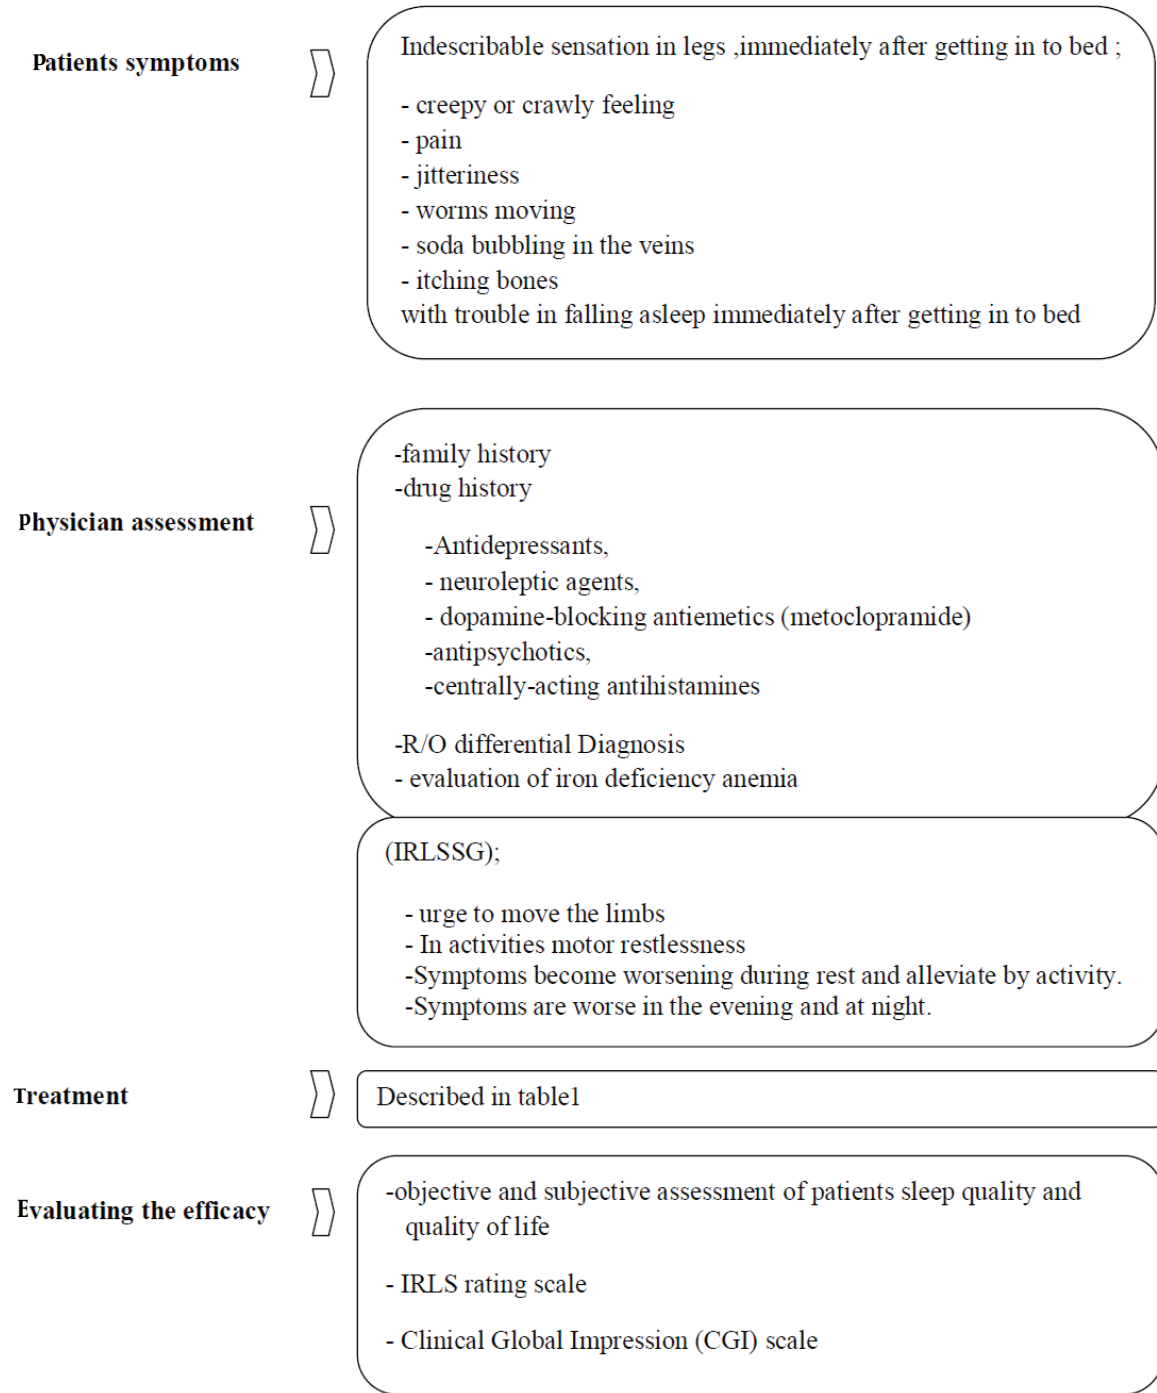 Patients symptoms
Indescribable sensation in legs ,immediately after getting in to bed ;
- creepy or crawly feeling
- pain
- jitteriness
- worms moving
- soda bubbling in the veins
- itching bones
with trouble in falling asleep immediately after getting in to bed
Physician assessment
-family history
-drug history
-Antidepressants,
- neuroleptic agents,
- dopamine-blocking antiemetics (metoclopramide)
-antipsychotics,
-centrally-acting antihistamines
-R/O differential Diagnosis
- evaluation of iron deficiency anemia
(IRLSSG);
- urge to move the limbs
- In activities motor restlessness
-Symptoms become worsening during rest and alleviate by activity.
-Symptoms are worse in the evening and at night.
Treatment
Described in table1
Evaluating the efficacy
-objective and subjective assessment of patients sleep quality and
quality of life
- IRLS rating scale
- Clinical Global Impression (CGI) scale